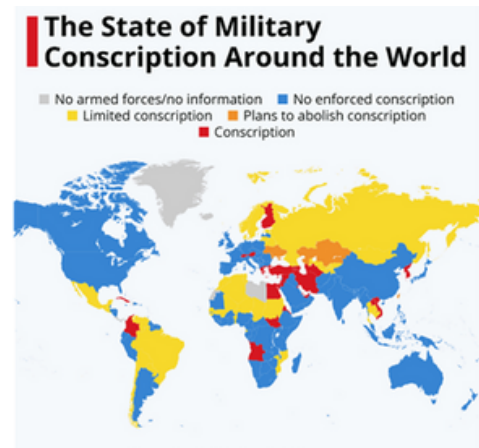 The State of Military
Conscription Around the World
No armed forces/no information No enforced conscription
Limited conscription Plans to abolish conscription
Conscription